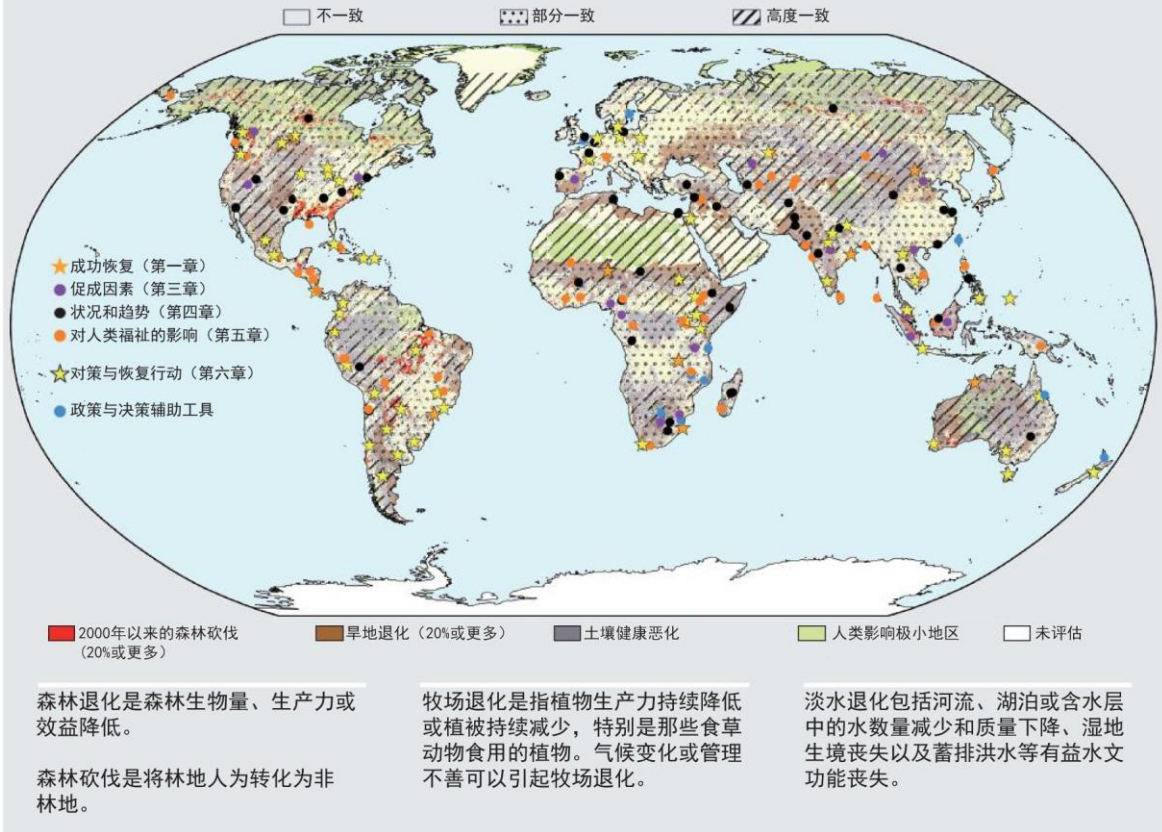 不一致
部分一致
高度一致
成功恢复（第一章）
促成因素（第三章）
状况和趋势（第四章）
对人类福祉的影响（第五章）
对策与恢复行动（第六章）
政策与决策辅助工具
2000年以来的森林砍伐
(20%或更多)
旱地退化（20%或更多）
土壤健康恶化
人类影响极小地区
未评估
森林退化是森林生物量、生产力或
效益降低。
森林砍伐是将林地人为转化为非
林地。
牧场退化是指植物生产力持续降低
或植被持续减少，特别是那些食草
动物食用的植物。气候变化或管理
不善可以引起牧场退化。
淡水退化包括河流、湖泊或含水层
中的水数量减少和质量下降、湿地
生境丧失以及蓄排洪水等有益水文
功能丧失。